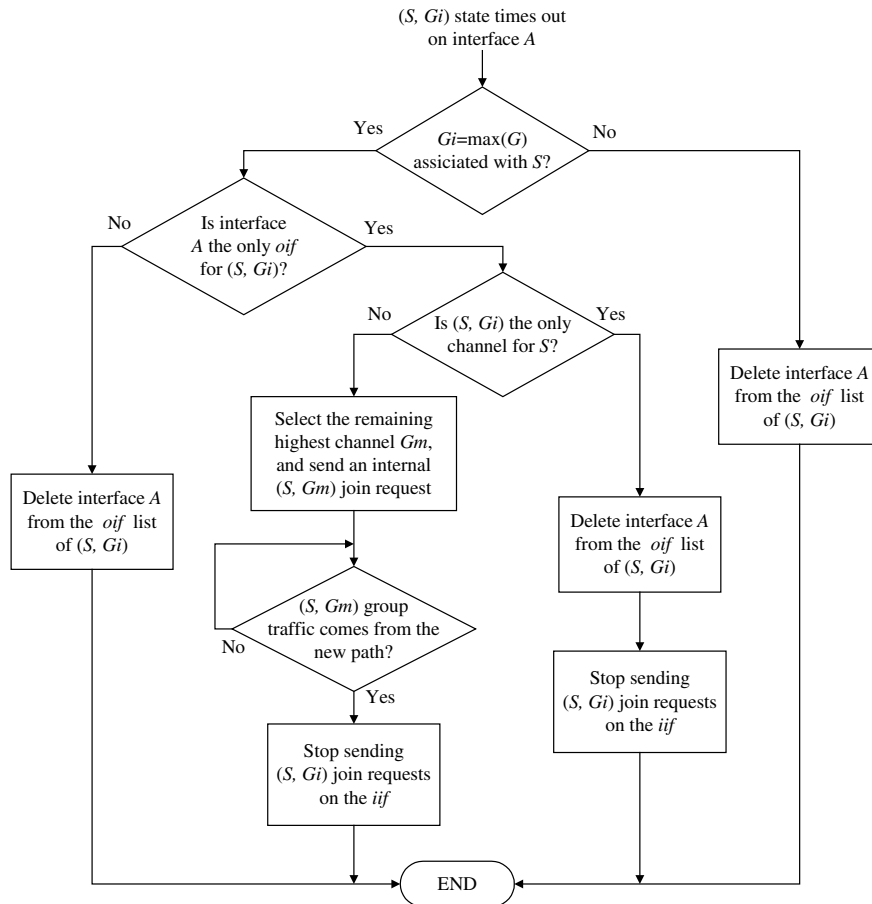 (S, Gi) state times out
on interface A
Yes
Gi=max(G)
assiciated with S?
No
No
Is interface
A the only oif
for (S, Gi)?
Yes
No
Is (S, Gi) the only
channel for S?
Yes
Delete interface A
from the oif list
of (S, Gi)
Select the remaining
highest channel Gm,
and send an internal
(S, Gm) join request
Delete interface A
from the oif list
of (S, Gi)
Delete interface A
from the oif list
of (S, Gi)
(S, Gm) group
traffic comes from the
new path?
No
Yes
Stop sending
(S, Gi) join requests
on the iif
Stop sending
(S, Gi) join requests
on the iif
END